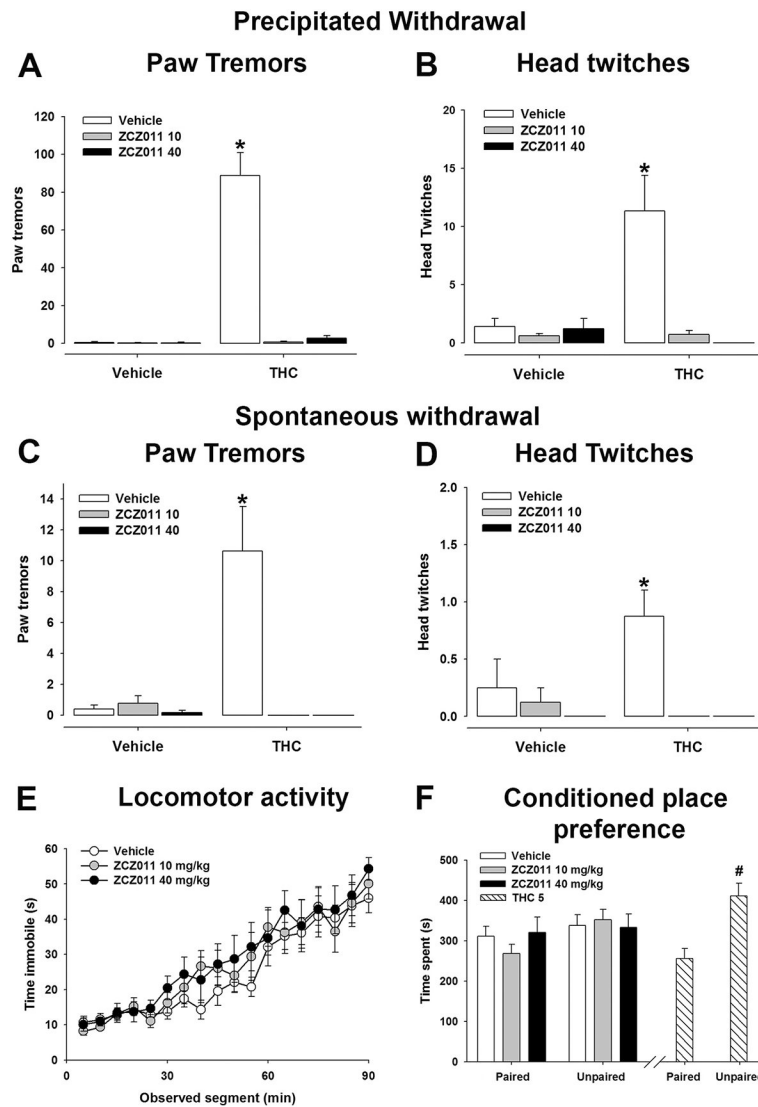 Precipitated Withdrawal
A
Paw Tremors
Vehicle
ZCZ011 10
ZCZ011 40
*
120
100
80
60
40
20
0
Paw tremors
Vehicle
THC
B
Head twitches
Vehicle
ZCZ011 10
ZCZ011 40
*
20
15
10
5
0
Head Twitches
Vehicle
THC
Spontaneous withdrawal
C
Paw Tremors
Vehicle
ZCZ011 10
ZCZ011 40
*
14
12
10
8
6
4
2
0
Paw tremors
Vehicle
THC
D
Head Twitches
Vehicle
ZCZ011 10
ZCZ011 40
*
2.0
1.5
1.0
0.5
0.0
Head twitches
Vehicle
THC
E
Locomotor activity
Vehicle
ZCZ011 10 mg/kg
ZCZ011 40 mg/kg
60
50
40
30
20
10
0
Time immobile (s)
0
30
60
90
Observed segment (min)
F
Conditioned place
preference
Vehicle
ZCZ011 10 mg/kg
ZCZ011 40 mg/kg
THC 5
#
500
400
300
200
100
0
Time spent (s)
Paired
Unpaired
Paired
Unpaired